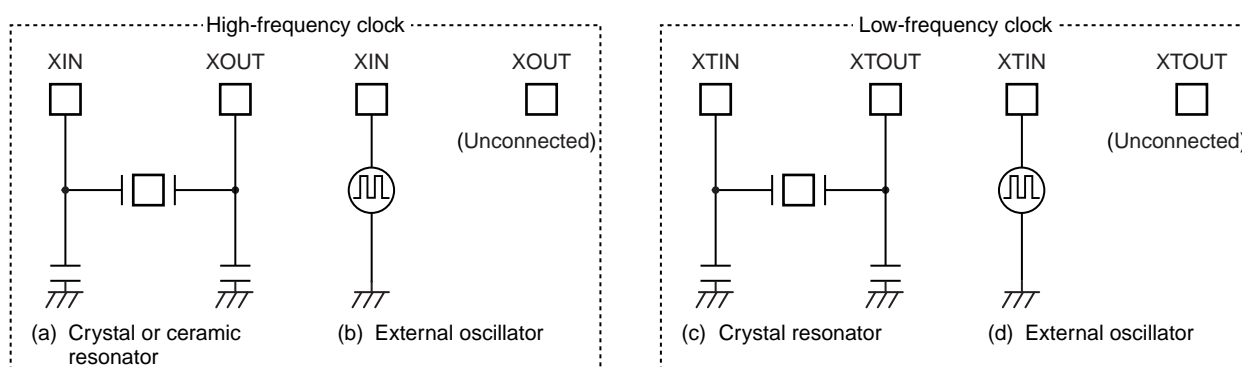 High-frequency clock
XIN XOUT XIN XOUT
(Unconnected)
(a) Crystal or ceramic
resonator
(b) External oscillator
Low-frequency clock
XTIN XTOUT XTIN XTOUT
(Unconnected)
(c) Crystal resonator
(d) External oscillator